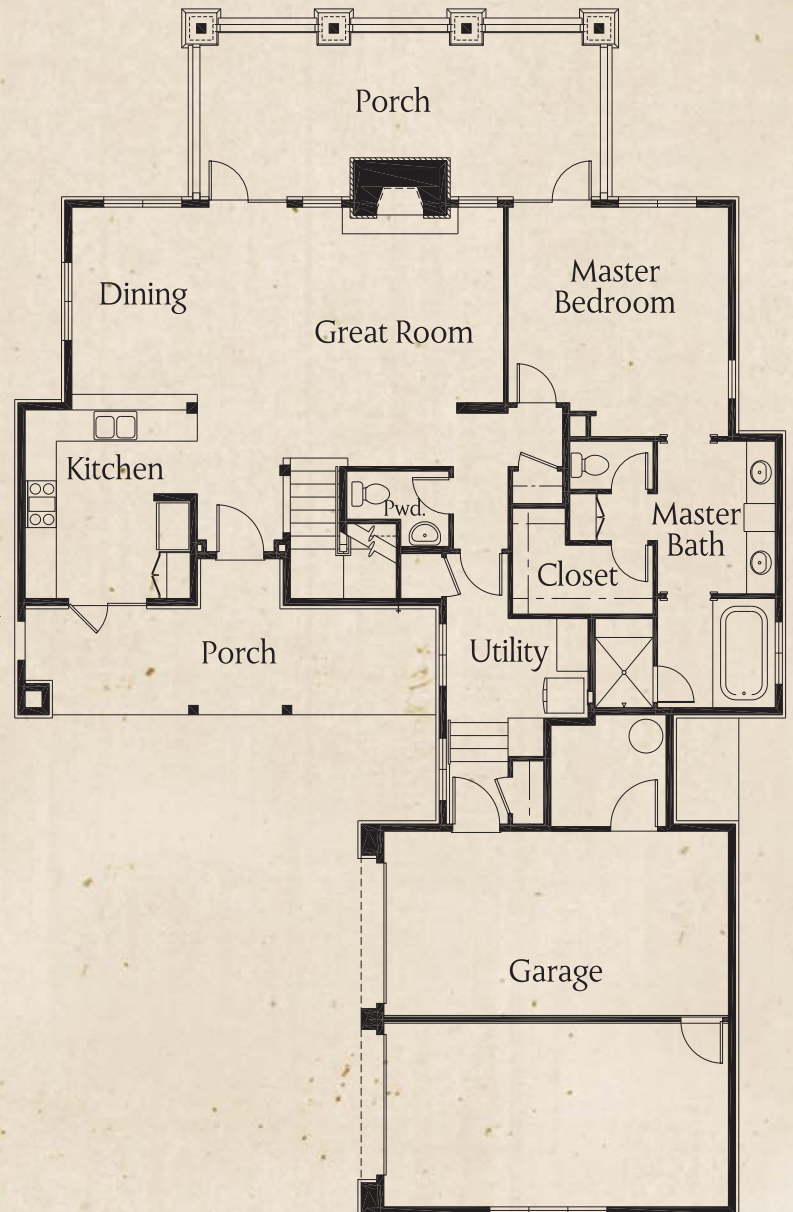 Porch
Dining
Master
Bedroom
Great Room
Kitchen
Pwd.
Master
Bath
Closet
Porch
Utility
Garage